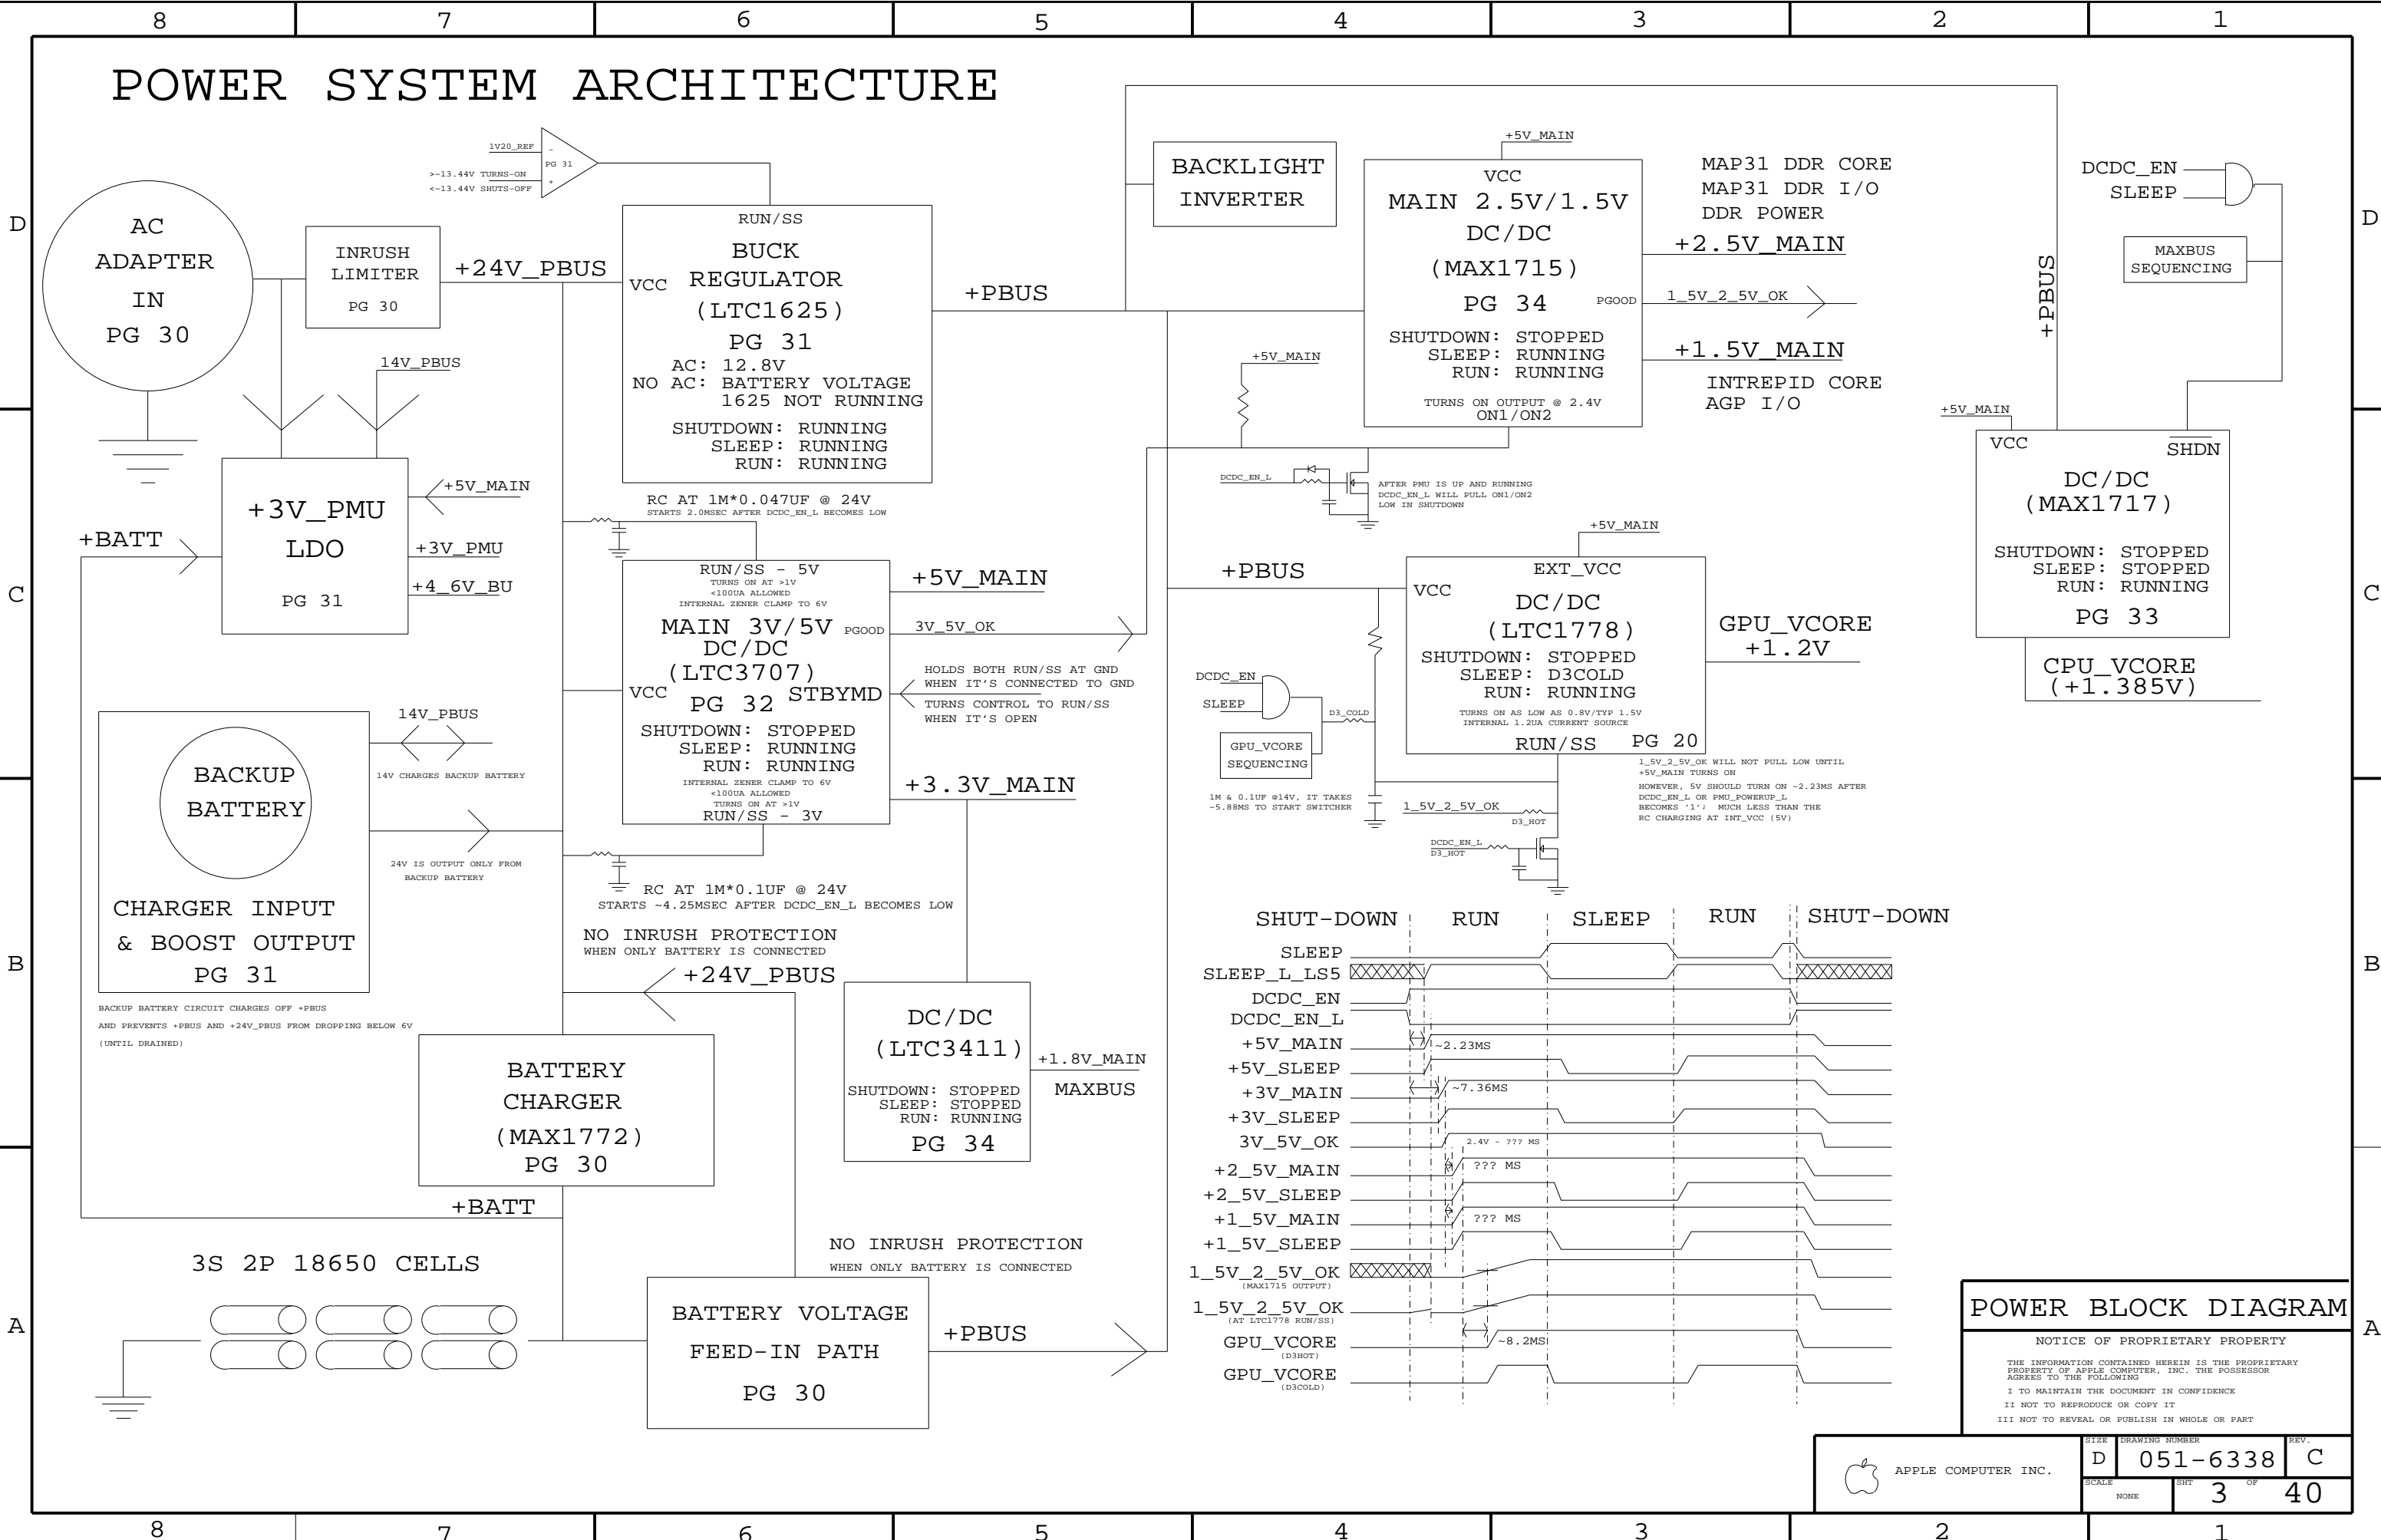 8 7 6 5 4 3 2 1
POWER SYSTEM ARCHITECTURE
D
C
B
A
AC
ADAPTER
IN
PG 30
INRUSH
LIMITER
PG 30
+24V_PBUS
1V20_REF
>~13.44V TURNS-ON
<~13.44V SHUTS-OFF
-
+
PG 31
RUN/SS
BUCK
REGULATOR
VCC
(LTC1625)
PG 31
AC: 12.8V
NO AC: BATTERY VOLTAGE
1625 NOT RUNNING
SHUTDOWN: RUNNING
SLEEP: RUNNING
RUN: RUNNING
+PBUS
14V_PBUS
+3V_PMU
LDO
PG 31
+BATT
+5V_MAIN
+3V_PMU
+4_6V_BU
RC AT 1M*0.047UF @ 24V
STARTS 2.0MSEC AFTER DCDC_EN_L BECOMES LOW
RUN/SS - 5V
TURNS ON AT >1V
<100UA ALLOWED
INTERNAL ZENER CLAMP TO 6V
MAIN 3V/5V
PGOOD
DC/DC
(LTC3707)
VCC
PG 32
STBYMD
SHUTDOWN: STOPPED
SLEEP: RUNNING
RUN: RUNNING
INTERNAL ZENER CLAMP TO 6V
<100UA ALLOWED
TURNS ON AT >1V
RUN/SS - 3V
+5V_MAIN
3V_5V_OK
HOLDS BOTH RUN/SS AT GND
WHEN IT'S CONNECTED TO GND
TURNS CONTROL TO RUN/SS
WHEN IT'S OPEN
+3.3V_MAIN
RC AT 1M*0.1UF @ 24V
STARTS ~4.25MSEC AFTER DCDC_EN_L BECOMES LOW
BACKUP
BATTERY
CHARGER INPUT
& BOOST OUTPUT
PG 31
14V_PBUS
14V CHARGES BACKUP BATTERY
24V IS OUTPUT ONLY FROM
BACKUP BATTERY
BACKUP BATTERY CIRCUIT CHARGES OFF +PBUS
AND PREVENTS +PBUS AND +24V_PBUS FROM DROPPING BELOW 6V
(UNTIL DRAINED)
NO INRUSH PROTECTION
WHEN ONLY BATTERY IS CONNECTED
+24V_PBUS
BATTERY
CHARGER
(MAX1772)
PG 30
+BATT
DC/DC
(LTC3411)
SHUTDOWN: STOPPED
SLEEP: STOPPED
RUN: RUNNING
PG 34
+1.8V_MAIN
MAXBUS
3S 2P 18650 CELLS
NO INRUSH PROTECTION
WHEN ONLY BATTERY IS CONNECTED
BATTERY VOLTAGE
FEED-IN PATH
PG 30
+PBUS
BACKLIGHT
INVERTER
+5V_MAIN
VCC
MAIN 2.5V/1.5V
DC/DC
(MAX1715)
PG 34
PGOOD
SHUTDOWN: STOPPED
SLEEP: RUNNING
RUN: RUNNING
TURNS ON OUTPUT @ 2.4V
ON1/ON2
MAP31 DDR CORE
MAP31 DDR I/O
DDR POWER
+2.5V_MAIN
1_5V_2_5V_OK
+1.5V_MAIN
INTREPID CORE
AGP I/O
+5V_MAIN
DCDC_EN_L
AFTER PMU IS UP AND RUNNING
DCDC_EN_L WILL PULL ON1/ON2
LOW IN SHUTDOWN
+PBUS
+5V_MAIN
EXT_VCC
VCC
DC/DC
(LTC1778)
SHUTDOWN: STOPPED
SLEEP: D3COLD
RUN: RUNNING
TURNS ON AS LOW AS 0.8V/TYP 1.5V
INTERNAL 1.2UA CURRENT SOURCE
RUN/SS
PG 20
GPU_VCORE
+1.2V
DCDC_EN
SLEEP
D3_COLD
GPU_VCORE
SEQUENCING
1M & 0.1UF @14V, IT TAKES
~5.88MS TO START SWITCHER
1_5V_2_5V_OK
D3_HOT
DCDC_EN_L
D3_HOT
1_5V_2_5V_OK WILL NOT PULL LOW UNTIL
+5V_MAIN TURNS ON
HOWEVER, 5V SHOULD TURN ON ~2.23MS AFTER
DCDC_EN_L OR PMU_POWERUP_L
BECOMES '1'; MUCH LESS THAN THE
RC CHARGING AT INT_VCC (5V)
DCDC_EN
SLEEP
MAXBUS
SEQUENCING
+PBUS
+5V_MAIN
VCC
SHDN
DC/DC
(MAX1717)
SHUTDOWN: STOPPED
SLEEP: STOPPED
RUN: RUNNING
PG 33
CPU_VCORE
(+1.385V)
SHUT-DOWN RUN SLEEP RUN SHUT-DOWN
SLEEP
SLEEP_L_LS5
DCDC_EN
DCDC_EN_L
+5V_MAIN ~2.23MS
+5V_SLEEP
+3V_MAIN ~7.36MS
+3V_SLEEP
3V_5V_OK 2.4V - ??? MS
+2_5V_MAIN ??? MS
+2_5V_SLEEP
+1_5V_MAIN ??? MS
+1_5V_SLEEP
1_5V_2_5V_OK
(MAX1715 OUTPUT)
1_5V_2_5V_OK
(AT LTC1778 RUN/SS)
GPU_VCORE ~8.2MS
(D3HOT)
GPU_VCORE
(D3COLD)
POWER BLOCK DIAGRAM
NOTICE OF PROPRIETARY PROPERTY
THE INFORMATION CONTAINED HEREIN IS THE PROPRIETARY
PROPERTY OF APPLE COMPUTER, INC. THE POSSESSOR
AGREES TO THE FOLLOWING
I TO MAINTAIN THE DOCUMENT IN CONFIDENCE
II NOT TO REPRODUCE OR COPY IT
III NOT TO REVEAL OR PUBLISH IN WHOLE OR PART
APPLE COMPUTER INC.
SIZE
D
DRAWING NUMBER
051-6338
REV.
C
SCALE
NONE
SHT
3
OF
40
D
C
B
A
8 7 6 5 4 3 2 1